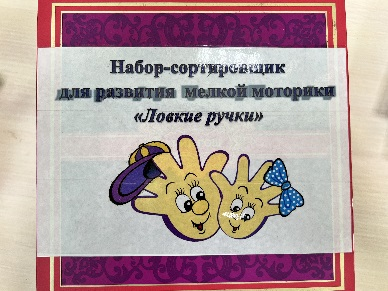 Набор-сортировщик
для развития мелкой моторики
«Ловкие ручки»